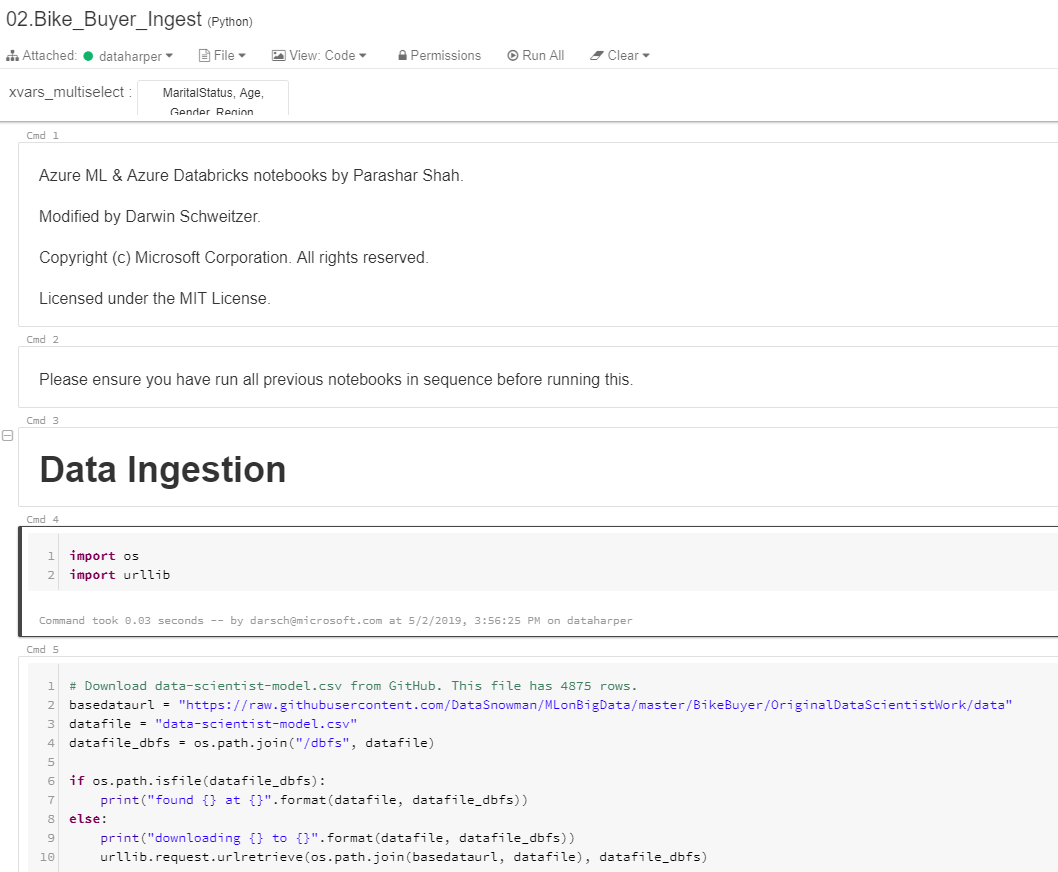 02.Bike_Buyer_Ingest (Python)
Attached: dataharper File View: Code Permissions Run All Clear
xvars_multiselect : MaritalStatus, Age,
Gender, Region
Cmd 1
Azure ML & Azure Databricks notebooks by Parashar Shah.
Modified by Darwin Schweitzer.
Copyright (c) Microsoft Corporation. All rights reserved.
Licensed under the MIT License.
Cmd 2
Please ensure you have run all previous notebooks in sequence before running this.
Cmd 3
Data Ingestion
Cmd 4
1 import os
2 import urllib
Command took 0.03 seconds -- by darsch@microsoft.com at 5/2/2019, 3:56:25 PM on dataharper
Cmd 5
1 # Download data-scientist-model.csv from GitHub. This file has 4875 rows.
2 basedataurl = "https://raw.githubusercontent.com/DataSnowman/MLonBigData/master/BikeBuyer/OriginalDataScientistWork/data"
3 datafile = "data-scientist-model.csv"
4 datafile_dbfs = os.path.join("/dbfs", datafile)
5
6 if os.path.isfile(datafile_dbfs):
7     print("found {} at {}".format(datafile, datafile_dbfs))
8 else:
9     print("downloading {} to {}".format(datafile, datafile_dbfs))
10     urllib.request.urlretrieve(os.path.join(basedataurl, datafile), datafile_dbfs)